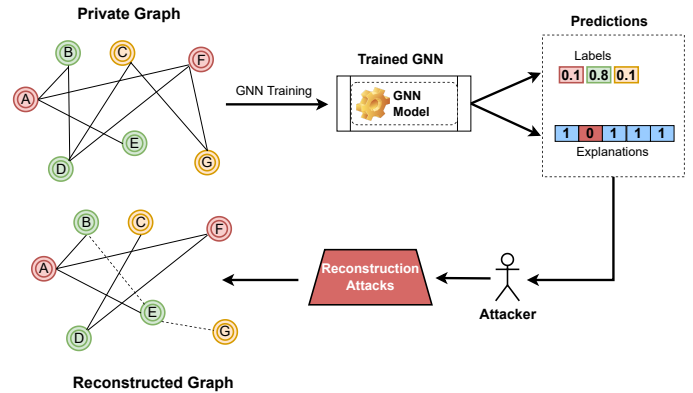 Private Graph
Predictions
B
C
F
A
E
D
G
GNN Training
Trained GNN
GNN
Model
Labels
0.1 0.8 0.1
1 0 1 1 1
Explanations
B
C
F
A
E
D
G
Reconstruction
Attacks
Attacker
Reconstructed Graph